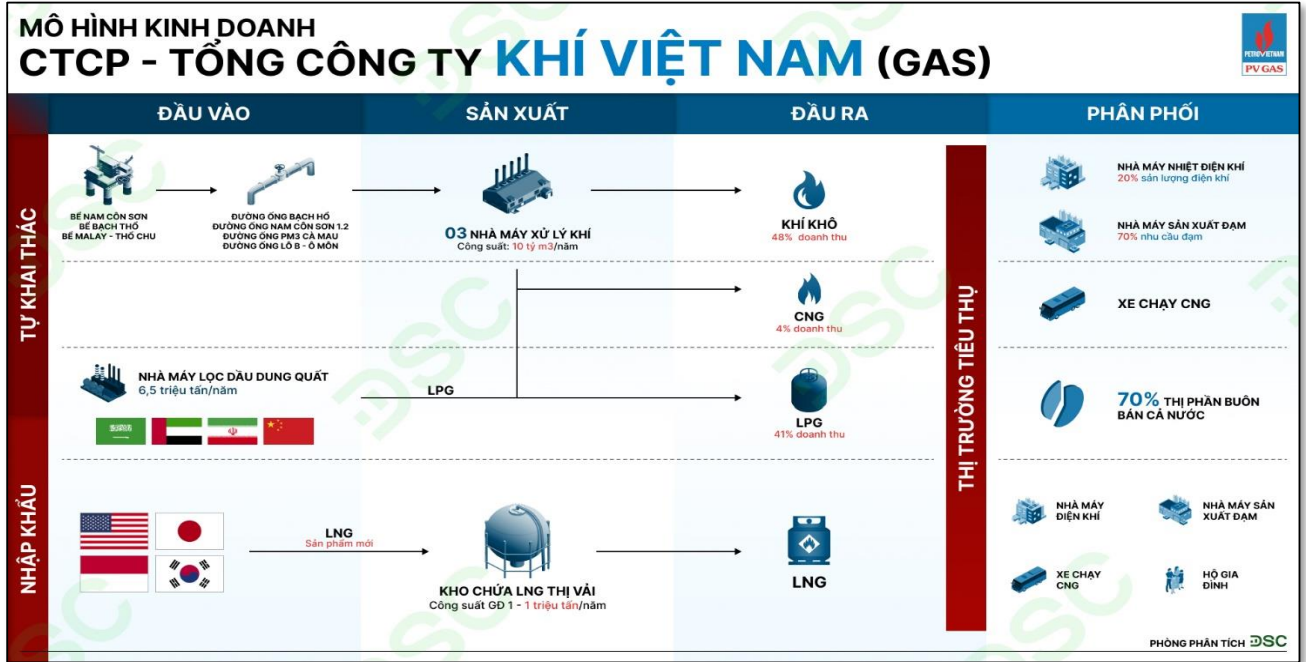 MÔ HÌNH KINH DOANH
CTCP - TỔNG CÔNG TY KHÍ VIỆT NAM (GAS)
PETROVIETNAM
PV GAS
ĐẦU VÀO
SẢN XUẤT
ĐẦU RA
PHÂN PHỐI
TỰ KHAI THÁC
BỂ NAM CÔN SƠN
BỂ BẠCH THỔ
BỂ MALAY - THỔ CHU
ĐƯỜNG ỐNG BẠCH HỔ
ĐƯỜNG ỐNG NAM CÔN SƠN 1.2
ĐƯỜNG ỐNG PM3 CÀ MAU
ĐƯỜNG ỐNG LÔ B - Ô MÔN
03 NHÀ MÁY XỬ LÝ KHÍ
Công suất: 10 tỷ m3/năm
KHÍ KHÔ
48% doanh thu
NHÀ MÁY NHIỆT ĐIỆN KHÍ
20% sản lượng điện khí
NHÀ MÁY SẢN XUẤT ĐẠM
70% nhu cầu đạm
CNG
4% doanh thu
THỊ TRƯỜNG TIÊU THỤ
XE CHẠY CNG
NHÀ MÁY LỌC DẦU DUNG QUẤT
6,5 triệu tấn/năm
LPG
LPG
41% doanh thu
70% THỊ PHẦN BUÔN
BÁN CẢ NƯỚC
NHẬP KHẨU
LNG
Sản phẩm mới
KHO CHỨA LNG THỊ VẢI
Công suất GĐ 1 - 1 triệu tấn/năm
LNG
NHÀ MÁY
ĐIỆN KHÍ
NHÀ MÁY SẢN
XUẤT ĐẠM
XE CHẠY
CNG
HỘ GIA
ĐÌNH
PHÒNG PHÂN TÍCH DSC